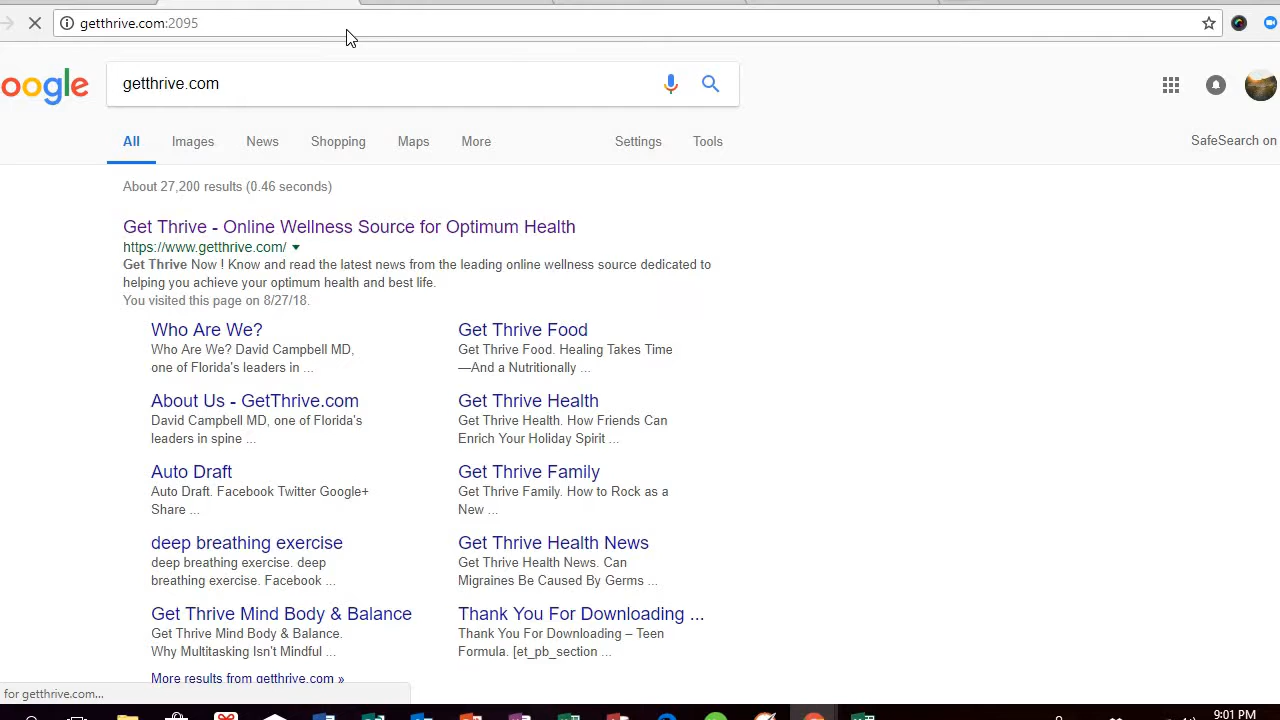 getthrive.com:2095
oogle
getthrive.com
All Images News Shopping Maps More Settings Tools
SafeSearch on
About 27,200 results (0.46 seconds)
Get Thrive - Online Wellness Source for Optimum Health
https://www.getthrive.com/
Get Thrive Now ! Know and read the latest news from the leading online wellness source dedicated to
helping you achieve your optimum health and best life.
You visited this page on 8/27/18.
Who Are We?
Who Are We? David Campbell MD,
one of Florida's leaders in ...
Get Thrive Food
Get Thrive Food. Healing Takes Time
—And a Nutritionally ...
About Us - GetThrive.com
David Campbell MD, one of Florida's
leaders in spine ...
Get Thrive Health
Get Thrive Health. How Friends Can
Enrich Your Holiday Spirit ...
Auto Draft
Auto Draft. Facebook Twitter Google+
Share ...
Get Thrive Family
Get Thrive Family. How to Rock as a
New ...
deep breathing exercise
deep breathing exercise. deep
breathing exercise. Facebook ...
Get Thrive Health News
Get Thrive Health News. Can
Migraines Be Caused By Germs ...
Get Thrive Mind Body & Balance
Get Thrive Mind Body & Balance.
Why Multitasking Isn't Mindful ...
Thank You For Downloading ...
Thank You For Downloading – Teen
Formula. [et_pb_section ...
More results from getthrive.com »
for getthrive.com...
9:01 PM